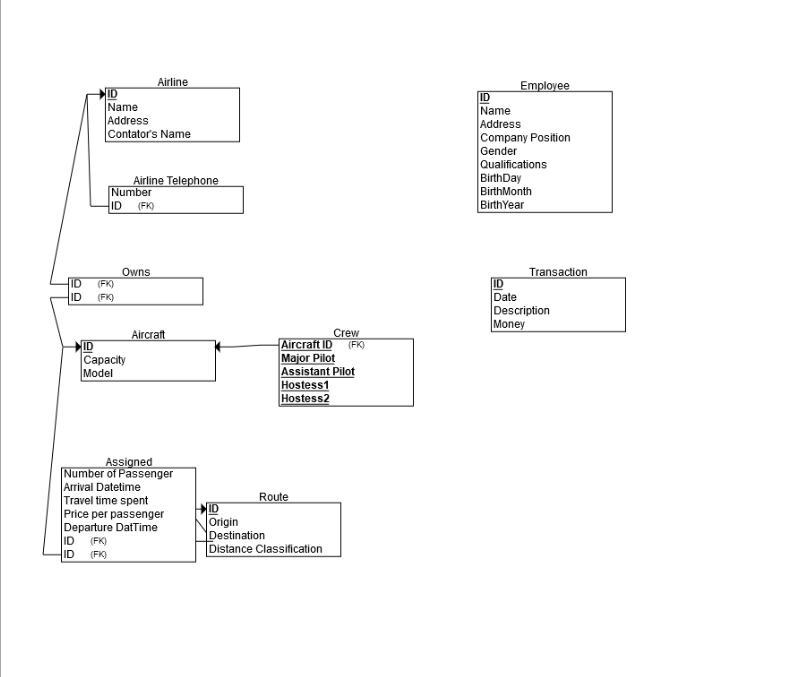 Airline
ID
Name
Address
Contator's Name
Airline Telephone
Number
ID (FK)
Owns
ID (FK)
ID (FK)
Aircraft
ID
Capacity
Model
Crew
Aircraft ID (FK)
Major Pilot
Assistant Pilot
Hostess1
Hostess2
Assigned
Number of Passenger
Arrival Datetime
Travel time spent
Price per passenger
Departure DatTime
ID (FK)
ID (FK)
Route
ID
Origin
Destination
Distance Classification
Employee
ID
Name
Address
Company Position
Gender
Qualifications
BirthDay
BirthMonth
BirthYear
Transaction
ID
Date
Description
Money